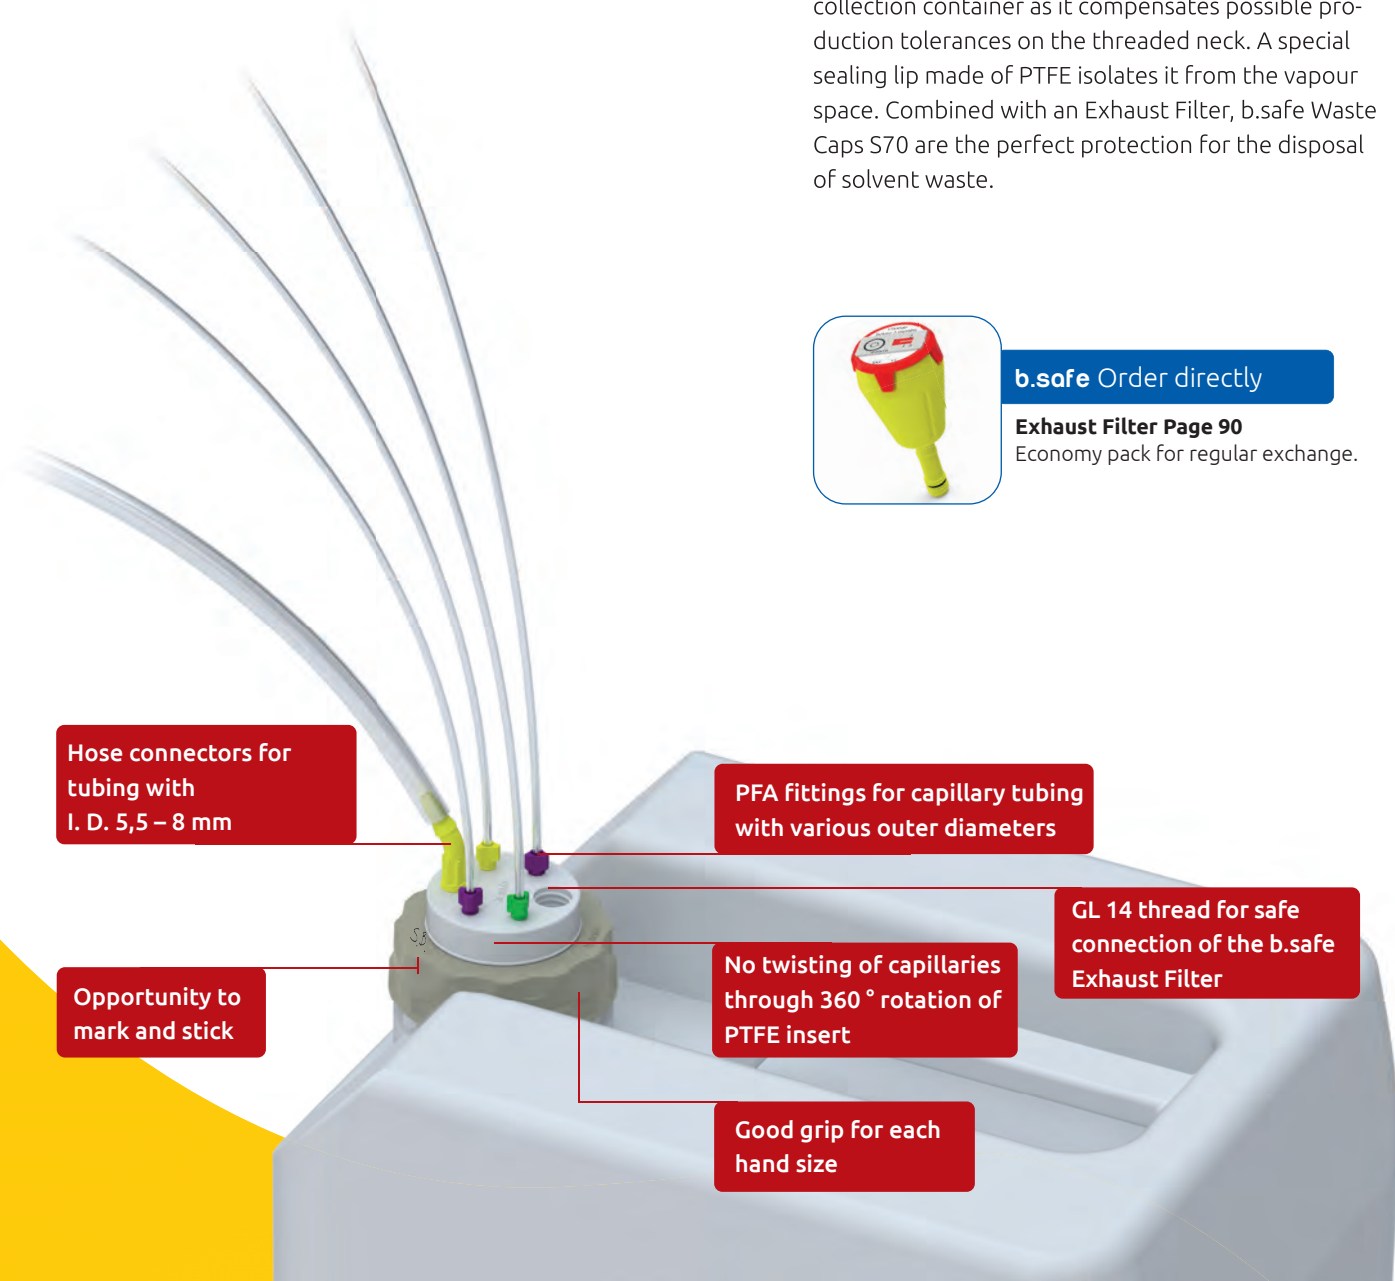 collection container as it compensates possible pro-
duction tolerances on the threaded neck. A special
sealing lip made of PTFE isolates it from the vapour
space. Combined with an Exhaust Filter, b.safe Waste
Caps S70 are the perfect protection for the disposal
of solvent waste.
b.safe Order directly
Exhaust Filter Page 90
Economy pack for regular exchange.
Hose connectors for
tubing with
I. D. 5,5 – 8 mm
PFA fittings for capillary tubing
with various outer diameters
GL 14 thread for safe
connection of the b.safe
Exhaust Filter
S.B.
No twisting of capillaries
through 360 ° rotation of
PTFE insert
Opportunity to
mark and stick
Good grip for each
hand size